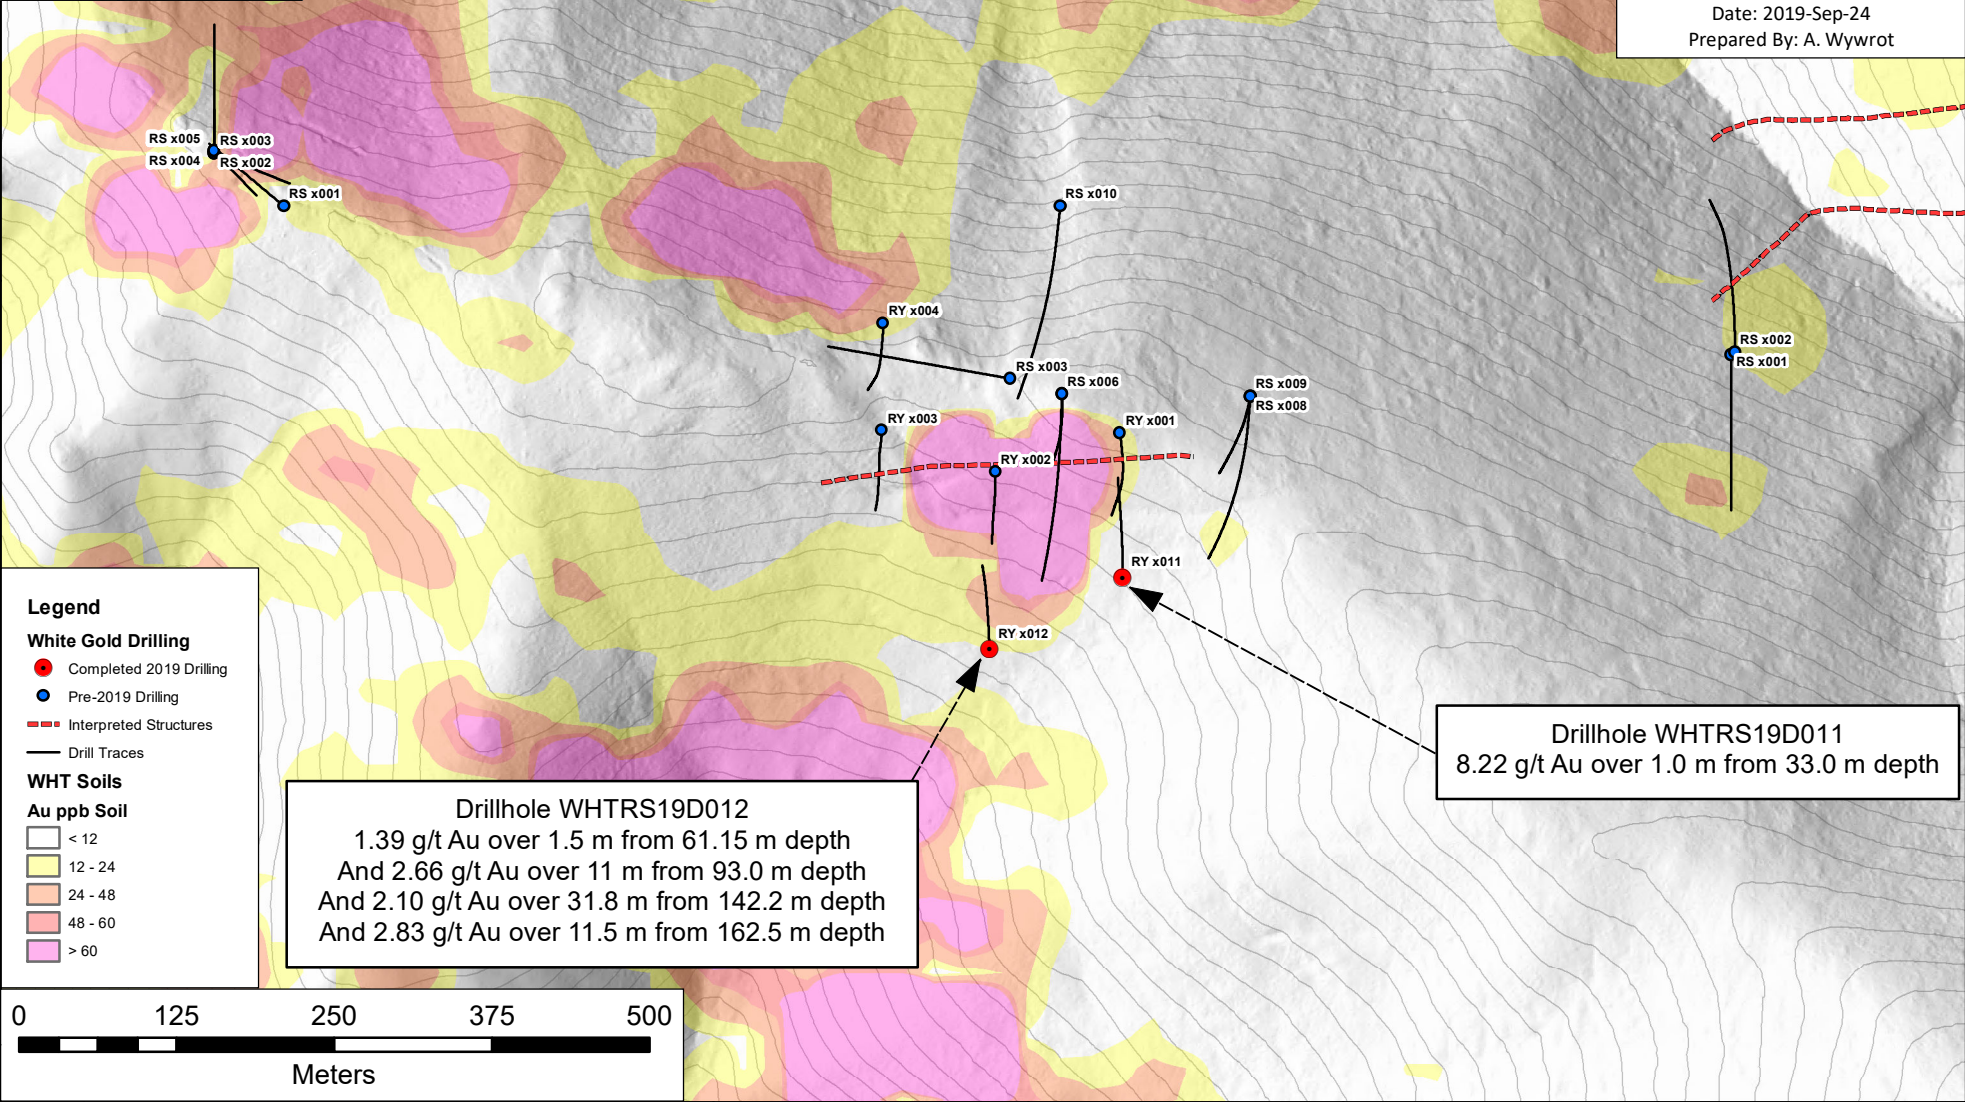 Date: 2019-Sep-24
Prepared By: A. Wywrot
RS x005
RS x003
RS x004
RS x002
RS x001
RS x010
RY x004
RS x003
RS x006
RS x002
RS x001
RS x009
RS x008
RY x003
RY x001
RY x002
RY x011
RY x012
Legend
White Gold Drilling
Completed 2019 Drilling
Pre-2019 Drilling
Interpreted Structures
Drill Traces
WHT Soils
Au ppb Soil
< 12
12 - 24
24 - 48
48 - 60
> 60
Drillhole WHTRS19D011
8.22 g/t Au over 1.0 m from 33.0 m depth
Drillhole WHTRS19D012
1.39 g/t Au over 1.5 m from 61.15 m depth
And 2.66 g/t Au over 11 m from 93.0 m depth
And 2.10 g/t Au over 31.8 m from 142.2 m depth
And 2.83 g/t Au over 11.5 m from 162.5 m depth
0 125 250 375 500
Meters